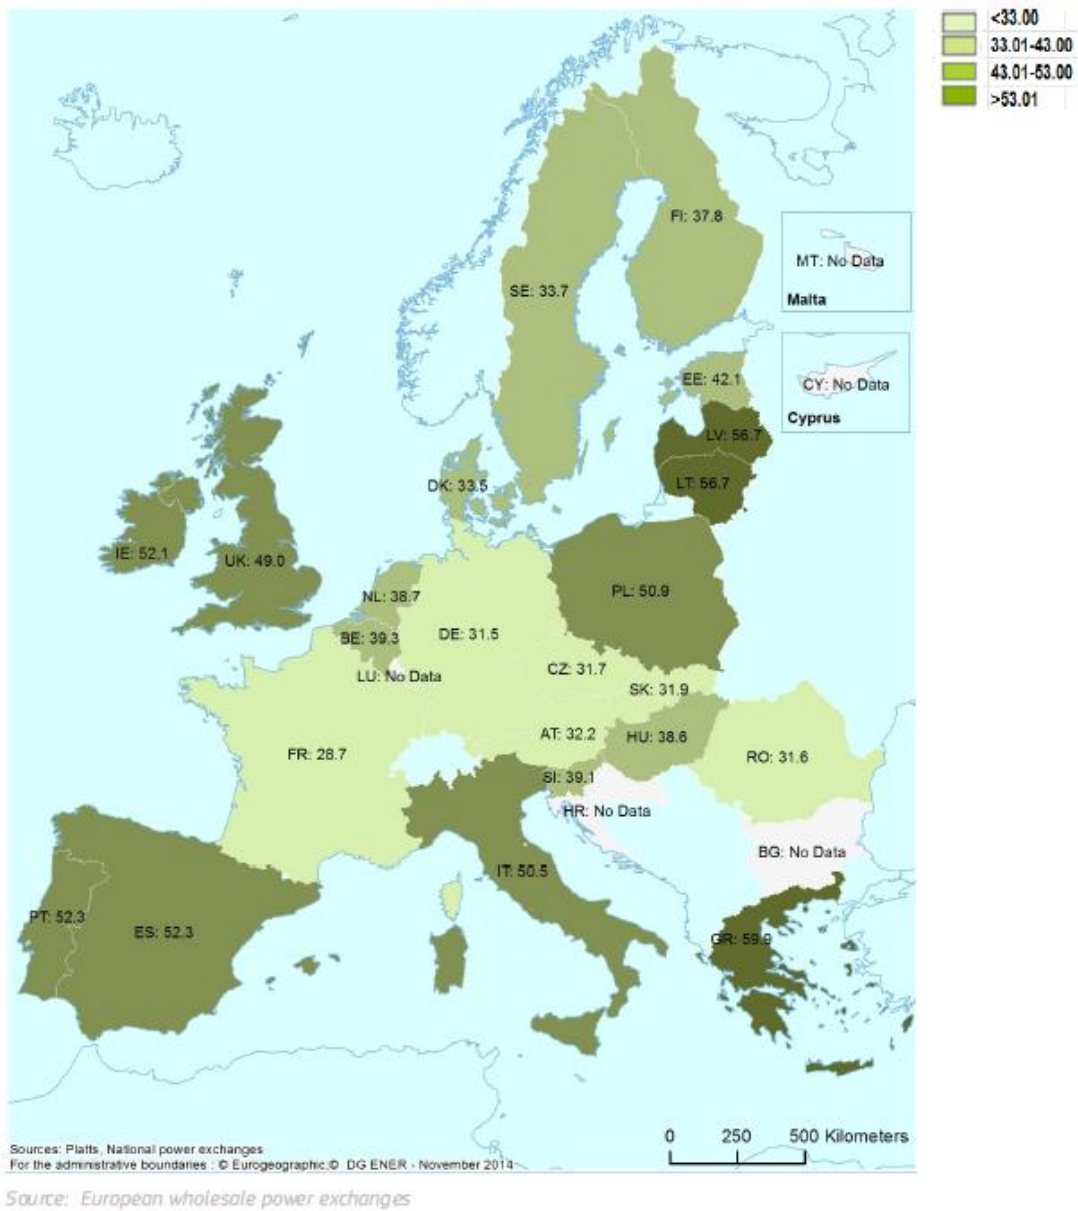 <33.00
33.01-43.00
43.01-53.00
>53.01
FI: 37.8
MT: No Data
Malta
SE: 33.7
EE: 42.1
CY: No Data
Cyprus
LV: 56.7
LT: 56.7
DK: 33.5
IE: 52.1
UK: 49.0
PL: 50.9
NL: 38.7
BE: 39.3
DE: 31.5
LU: No Data
CZ: 31.7
SK: 31.9
AT: 32.2
HU: 38.6
FR: 28.7
RO: 31.6
SI: 39.1
HR: No Data
BG: No Data
IT: 50.5
PT: 52.3
ES: 52.3
GR: 59.9
0 250 500 Kilometers
Sources: Platts, National power exchanges
For the administrative boundaries : © Eurogeographic,© DG ENER - November 2014
Source: European wholesale power exchanges